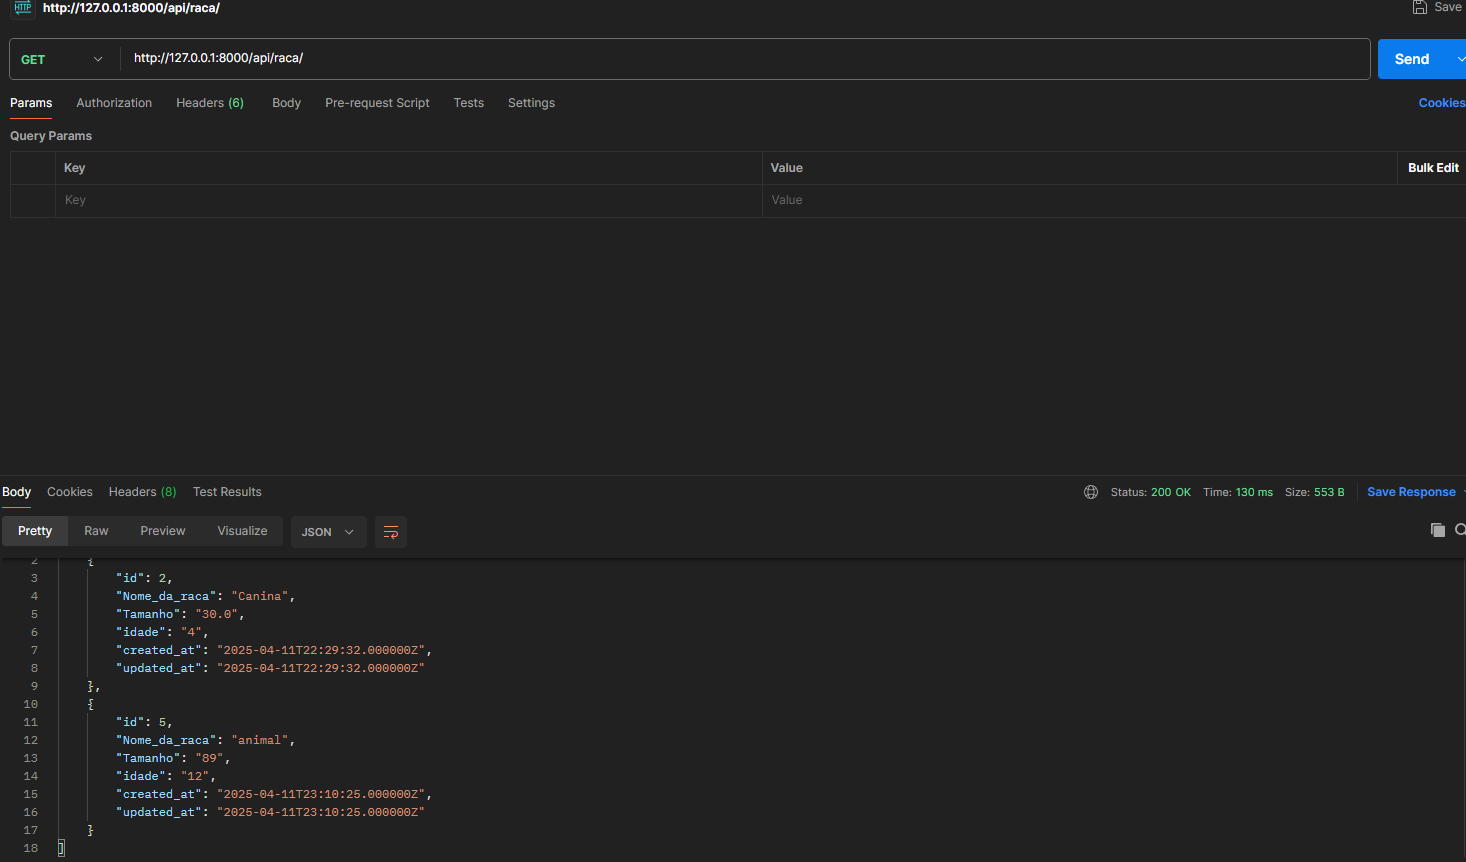 HTTP http://127.0.0.1:8000/api/raca/ Save
GET http://127.0.0.1:8000/api/raca/ Send
Params Authorization Headers (6) Body Pre-request Script Tests Settings Cookies
Query Params
Key Value Bulk Edit
Key Value
Body Cookies Headers (8) Test Results Status: 200 OK Time: 130 ms Size: 553 B Save Response
Pretty Raw Preview Visualize JSON
2 {
3 "id": 2,
4 "Nome_da_raca": "Canina",
5 "Tamanho": "30.0",
6 "idade": "4",
7 "created_at": "2025-04-11T22:29:32.000000Z",
8 "updated_at": "2025-04-11T22:29:32.000000Z"
9 },
10 {
11 "id": 5,
12 "Nome_da_raca": "animal",
13 "Tamanho": "89",
14 "idade": "12",
15 "created_at": "2025-04-11T23:10:25.000000Z",
16 "updated_at": "2025-04-11T23:10:25.000000Z"
17 }
18 ]